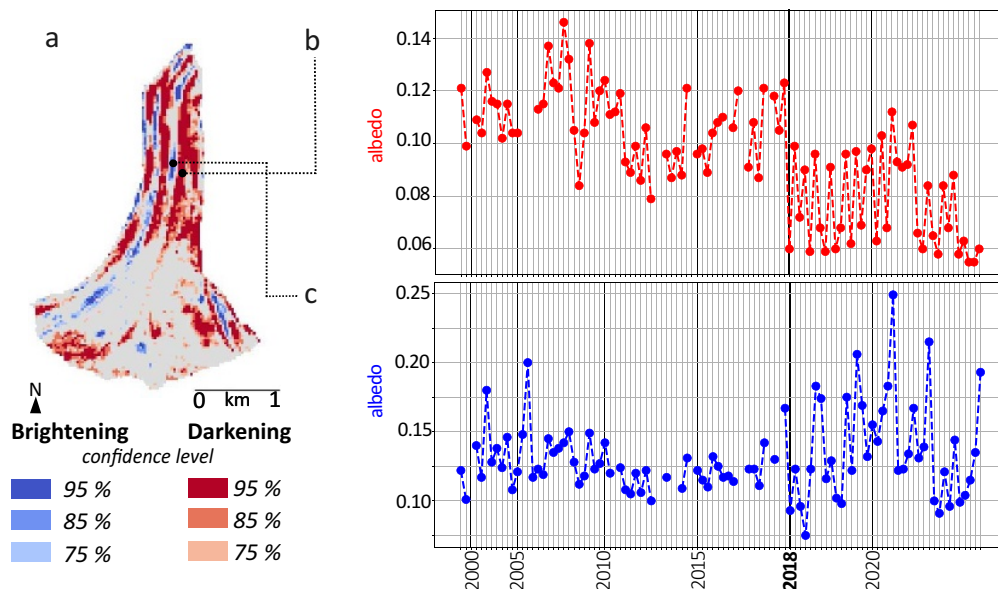 a
b
c
N
0 km 1
Brightening
Darkening
confidence level
95 %
85 %
75 %
95 %
85 %
75 %
albedo
0.14
0.12
0.10
0.08
0.06
albedo
0.25
0.20
0.15
0.10
2000
2005
2010
2015
2018
2020